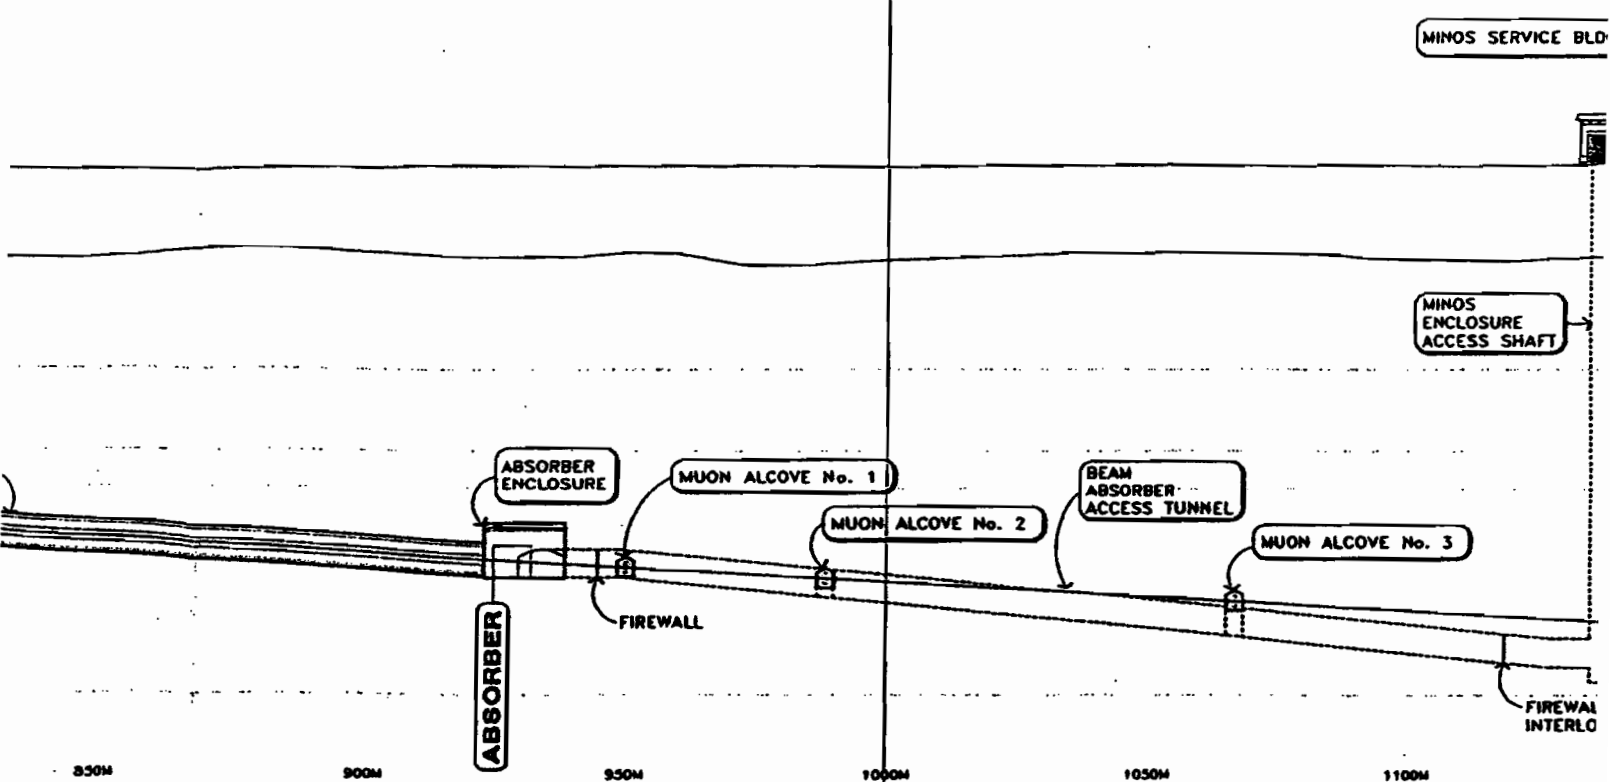 MINOS SERVICE BLD
MINOS
ENCLOSURE
ACCESS SHAFT
ABSORBER
ENCLOSURE
MUON ALCOVE No. 1
MUON ALCOVE No. 2
BEAM
ABSORBER
ACCESS TUNNEL
MUON ALCOVE No. 3
FIREWALL
ABSORBER
FIREWAL
INTERLO
850M
900M
950M
1000M
1050M
1100M